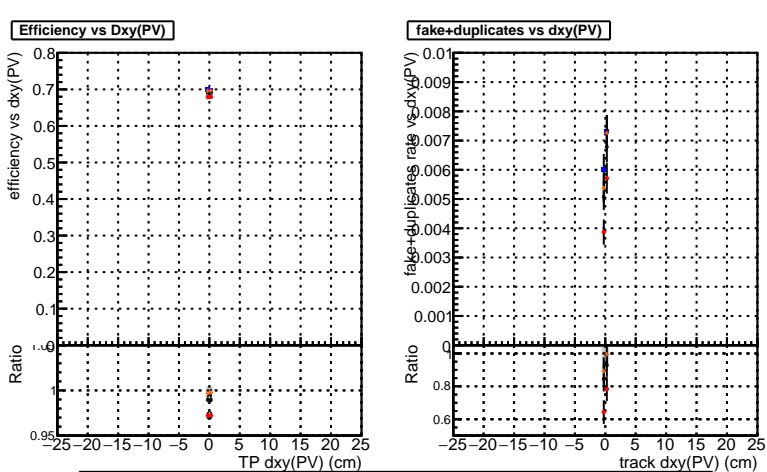 Efficiency vs Dxy(PV)
efficiency vs dxy(PV)
0.8
0.7
0.6
0.5
0.4
0.3
0.2
0.1
0
Ratio
1
0.95
−25 −20 −15 −10 −5 0 5 10 15 20 25
TP dxy(PV) (cm)
fake+duplicates vs dxy(PV)
fake+duplicates rate vs dxy(PV)
0.01
0.009
0.008
0.007
0.006
0.005
0.004
0.003
0.002
0.001
0
Ratio
1
0.8
0.6
−25 −20 −15 −10 −5 0 5 10 15 20 25
track dxy(PV) (cm)